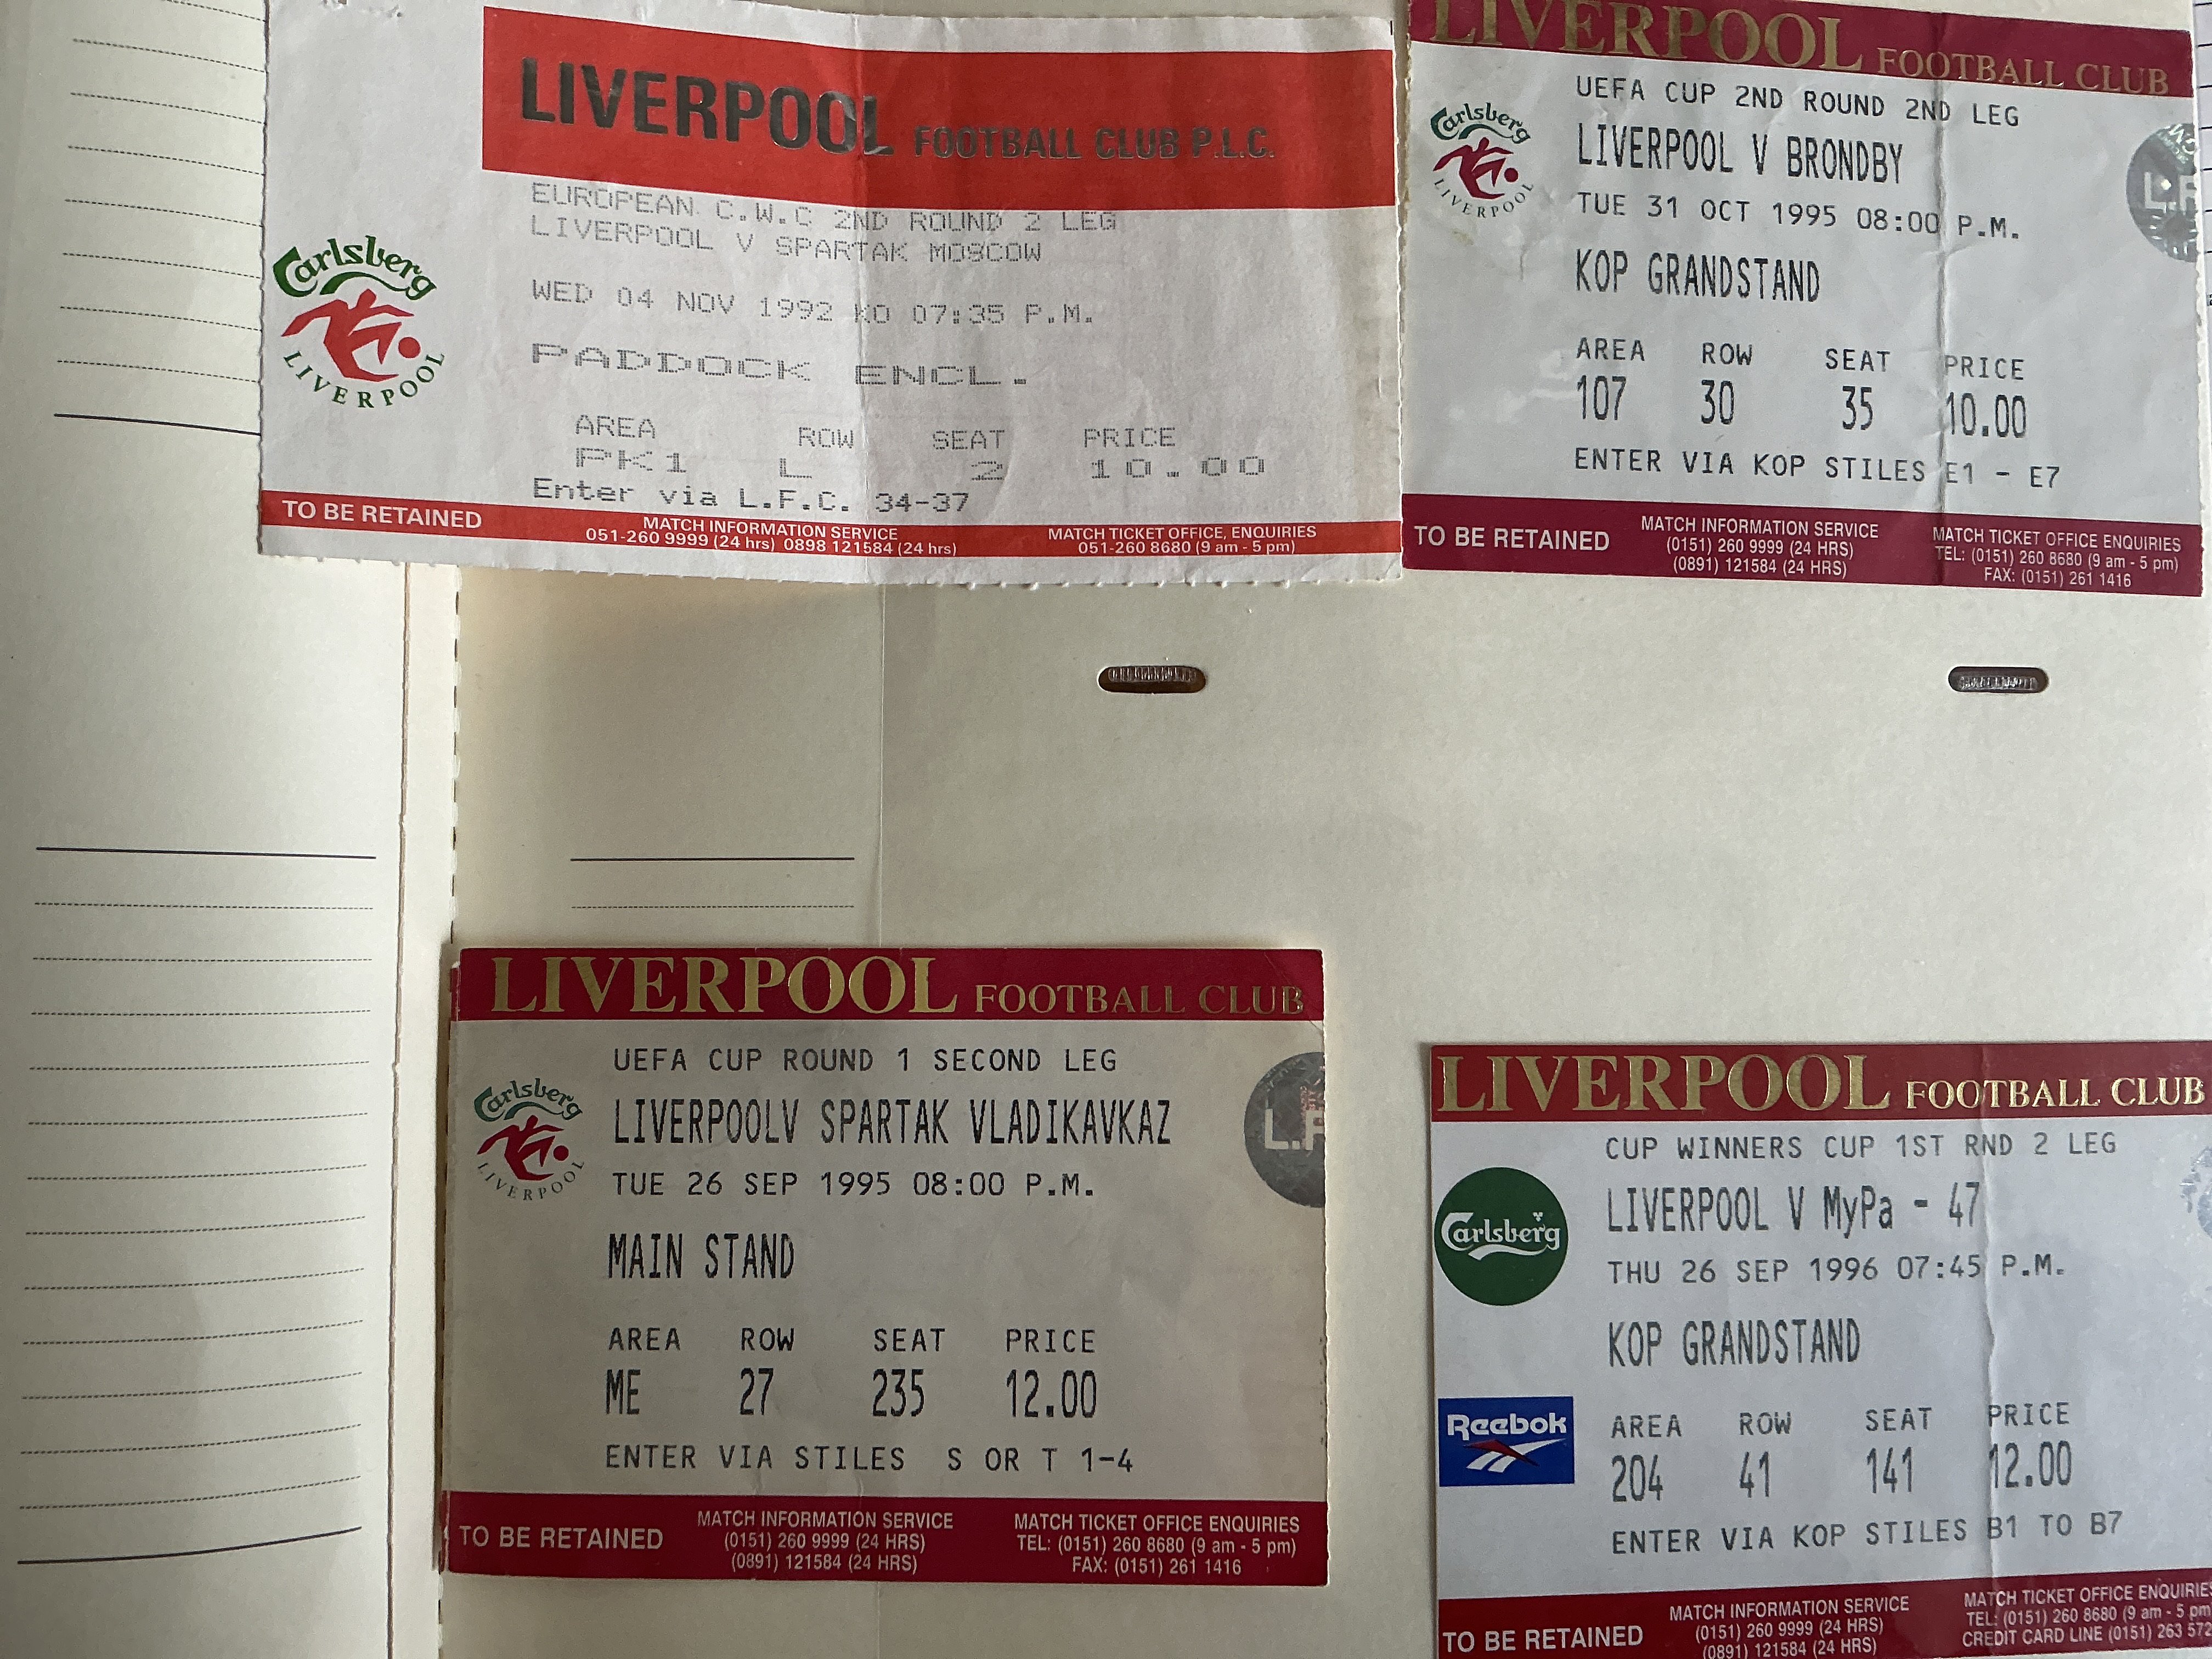 LIVERPOOL FOOTBALL CLUB P.L.C.
EUROPEAN C.W.C 2ND ROUND 2 LEG
LIVERPOOL V SPARTAK MOSCOW
WED 04 NOV 1992 KO 07:35 P.M.
PADDOCK ENCL.
Carlsberg
LIVERPOOL
AREA ROW SEAT PRICE
PK1 L 2 10.00
Enter via L.F.C. 34-37
TO BE RETAINED
MATCH INFORMATION SERVICE
051-260 9999 (24 hrs) 0898 121584 (24 hrs)
MATCH TICKET OFFICE, ENQUIRIES
051-260 8680 (9 am - 5 pm)
LIVERPOOL FOOTBALL CLUB
UEFA CUP 2ND ROUND 2ND LEG
Carlsberg
LIVERPOOL
LIVERPOOL V BRONDBY
TUE 31 OCT 1995 08:00 P.M.
L.F
KOP GRANDSTAND
AREA ROW SEAT PRICE
107 30 35 10.00
ENTER VIA KOP STILES E1 - E7
TO BE RETAINED
MATCH INFORMATION SERVICE
(0151) 260 9999 (24 HRS)
(0891) 121584 (24 HRS)
MATCH TICKET OFFICE ENQUIRIES
TEL: (0151) 260 8680 (9 am - 5 pm)
FAX: (0151) 261 1416
LIVERPOOL FOOTBALL CLUB
UEFA CUP ROUND 1 SECOND LEG
Carlsberg
LIVERPOOL
LIVERPOOLV SPARTAK VLADIKAVKAZ
L.F
TUE 26 SEP 1995 08:00 P.M.
MAIN STAND
AREA ROW SEAT PRICE
ME 27 235 12.00
ENTER VIA STILES S OR T 1-4
TO BE RETAINED
MATCH INFORMATION SERVICE
(0151) 260 9999 (24 HRS)
(0891) 121584 (24 HRS)
MATCH TICKET OFFICE ENQUIRIES
TEL: (0151) 260 8680 (9 am - 5 pm)
FAX: (0151) 261 1416
LIVERPOOL FOOTBALL CLUB
CUP WINNERS CUP 1ST RND 2 LEG
Carlsberg
LIVERPOOL V MyPa - 47
THU 26 SEP 1996 07:45 P.M.
KOP GRANDSTAND
Reebok
AREA ROW SEAT PRICE
204 41 141 12.00
ENTER VIA KOP STILES B1 TO B7
TO BE RETAINED
MATCH INFORMATION SERVICE
(0151) 260 9999 (24 HRS)
(0891) 121584 (24 HRS)
MATCH TICKET OFFICE ENQUIRIES
TEL: (0151) 260 8680 (9 am - 5 pm
CREDIT CARD LINE (0151) 263 572